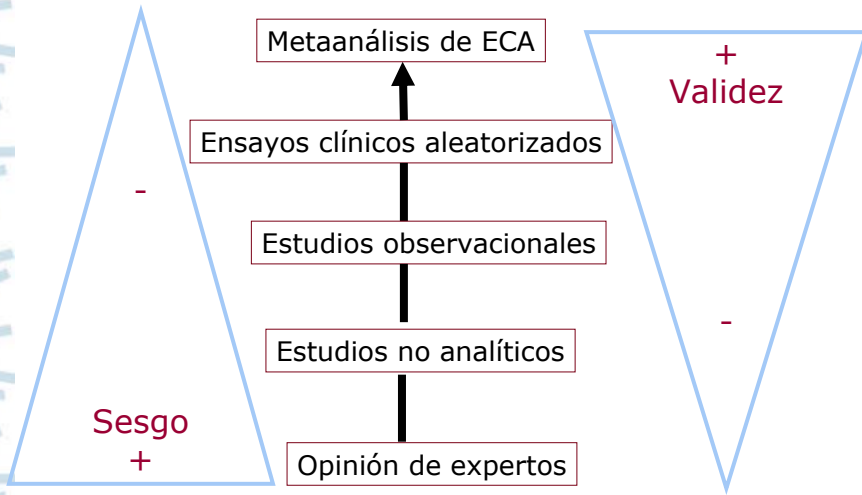 Metaanálisis de ECA
+
Validez
Ensayos clínicos aleatorizados
-
Estudios observacionales
-
Estudios no analíticos
Sesgo
+
Opinión de expertos